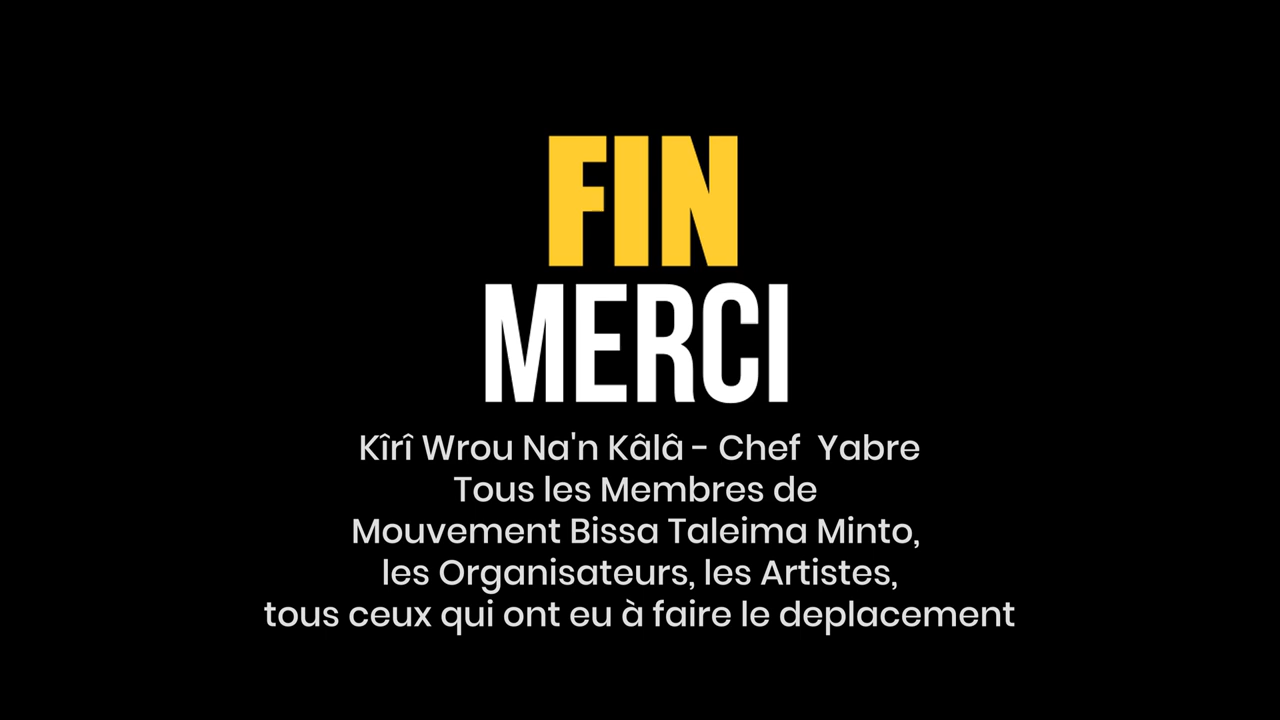 FIN
MERCI
Kîrî Wrou Na'n Kâlâ - Chef  Yabre
Tous les Membres de
Mouvement Bissa Taleima Minto,
les Organisateurs, les Artistes,
tous ceux qui ont eu à faire le deplacement